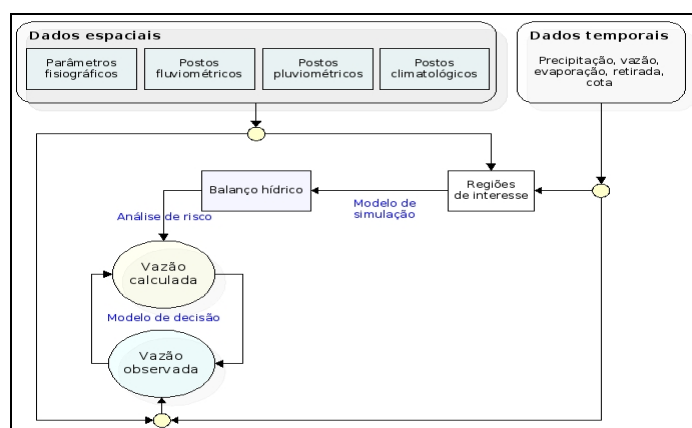 Dados espaciais
Parâmetros
fisiográficos
Postos
fluviométricos
Postos
pluviométricos
Postos
climatológicos
Dados temporais
Precipitação, vazão,
evaporação, retirada,
cota
Balanço hídrico
Modelo de
simulação
Regiões
de interesse
Análise de risco
Vazão
calculada
Modelo de decisão
Vazão
observada